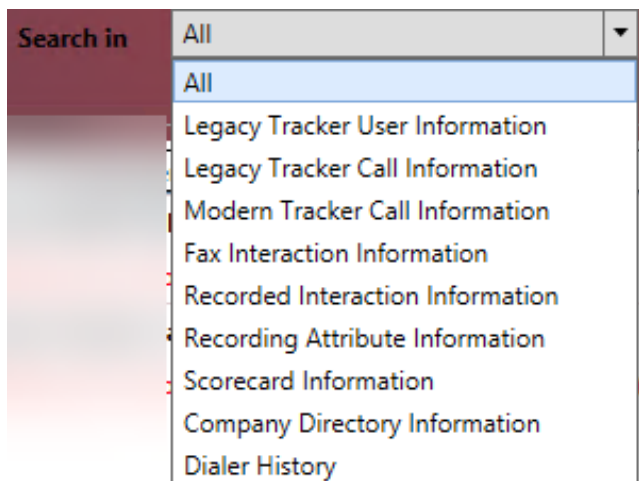 Search in All
All
Legacy Tracker User Information
Legacy Tracker Call Information
Modern Tracker Call Information
Fax Interaction Information
Recorded Interaction Information
Recording Attribute Information
Scorecard Information
Company Directory Information
Dialer History